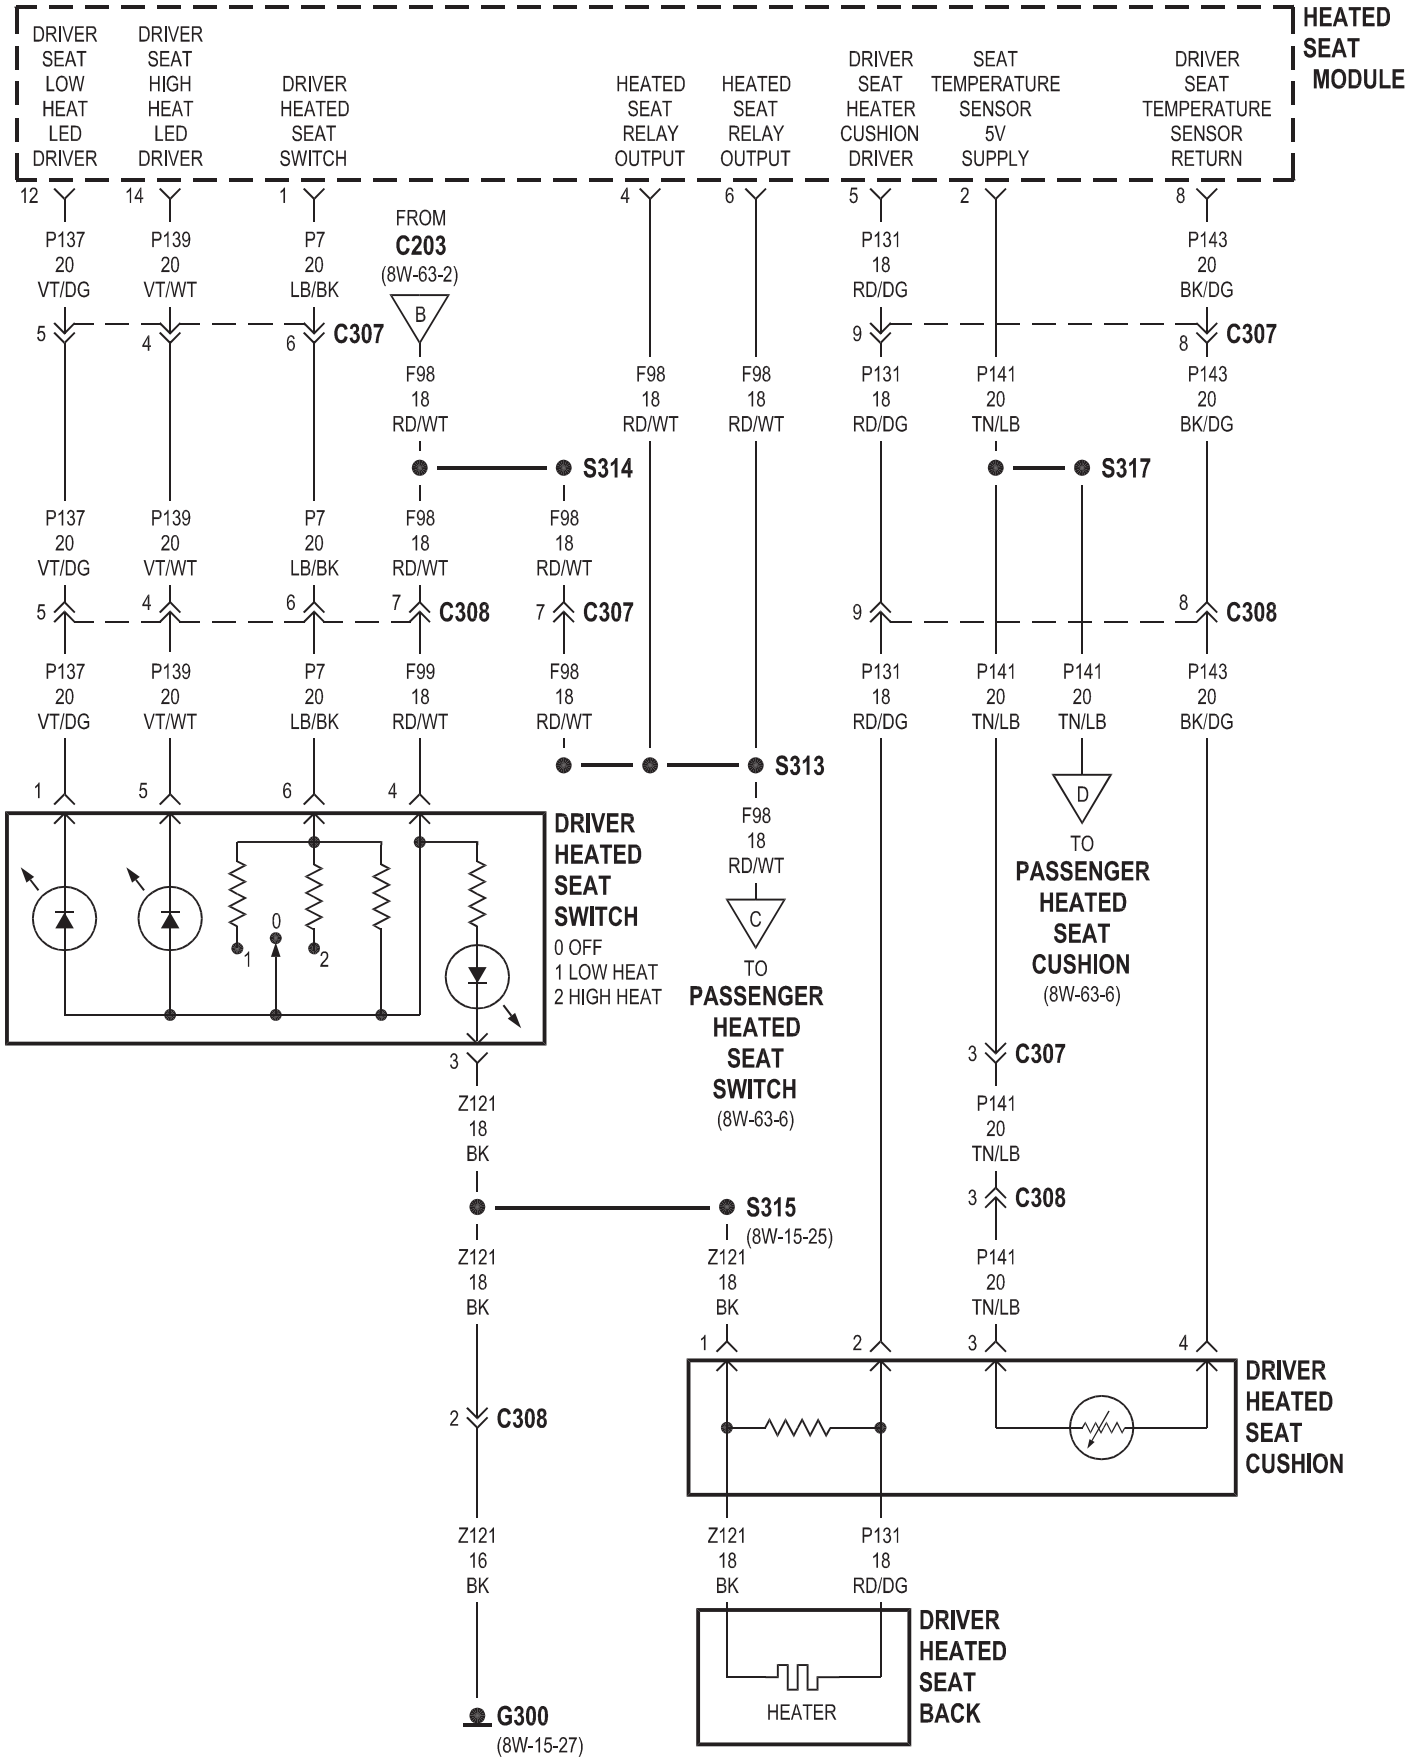 HEATED
SEAT
MODULE
DRIVER
SEAT
LOW
HEAT
LED
DRIVER
DRIVER
SEAT
HIGH
HEAT
LED
DRIVER
DRIVER
HEATED
SEAT
SWITCH
HEATED
SEAT
RELAY
OUTPUT
HEATED
SEAT
RELAY
OUTPUT
DRIVER
SEAT
HEATER
CUSHION
DRIVER
SEAT
TEMPERATURE
SENSOR
5V
SUPPLY
DRIVER
SEAT
TEMPERATURE
SENSOR
RETURN
12 14 1 4 6 5 2 8
P137
20
VT/DG
P139
20
VT/WT
P7
20
LB/BK
FROM
C203
(8W-63-2)
B
P131
18
RD/DG
P143
20
BK/DG
5 4 6 C307
9 8 C307
F98
18
RD/WT
F98
18
RD/WT
F98
18
RD/WT
P131
18
RD/DG
P141
20
TN/LB
P143
20
BK/DG
S314
S317
P137
20
VT/DG
P139
20
VT/WT
P7
20
LB/BK
F98
18
RD/WT
F98
18
RD/WT
5 4 6 7 C308
7 C307
9 8 C308
P137
20
VT/DG
P139
20
VT/WT
P7
20
LB/BK
F99
18
RD/WT
F98
18
RD/WT
P131
18
RD/DG
P141
20
TN/LB
P141
20
TN/LB
P143
20
BK/DG
S313
1 5 6 4
DRIVER
HEATED
SEAT
SWITCH
0 OFF
1 LOW HEAT
2 HIGH HEAT
0
1 2
F98
18
RD/WT
C
TO
PASSENGER
HEATED
SEAT
SWITCH
(8W-63-6)
D
TO
PASSENGER
HEATED
SEAT
CUSHION
(8W-63-6)
3
Z121
18
BK
3 C307
P141
20
TN/LB
3 C308
S315
(8W-15-25)
Z121
18
BK
Z121
18
BK
P141
20
TN/LB
1 2 3 4
DRIVER
HEATED
SEAT
CUSHION
2 C308
Z121
16
BK
Z121
18
BK
P131
18
RD/DG
DRIVER
HEATED
SEAT
BACK
HEATER
G300
(8W-15-27)